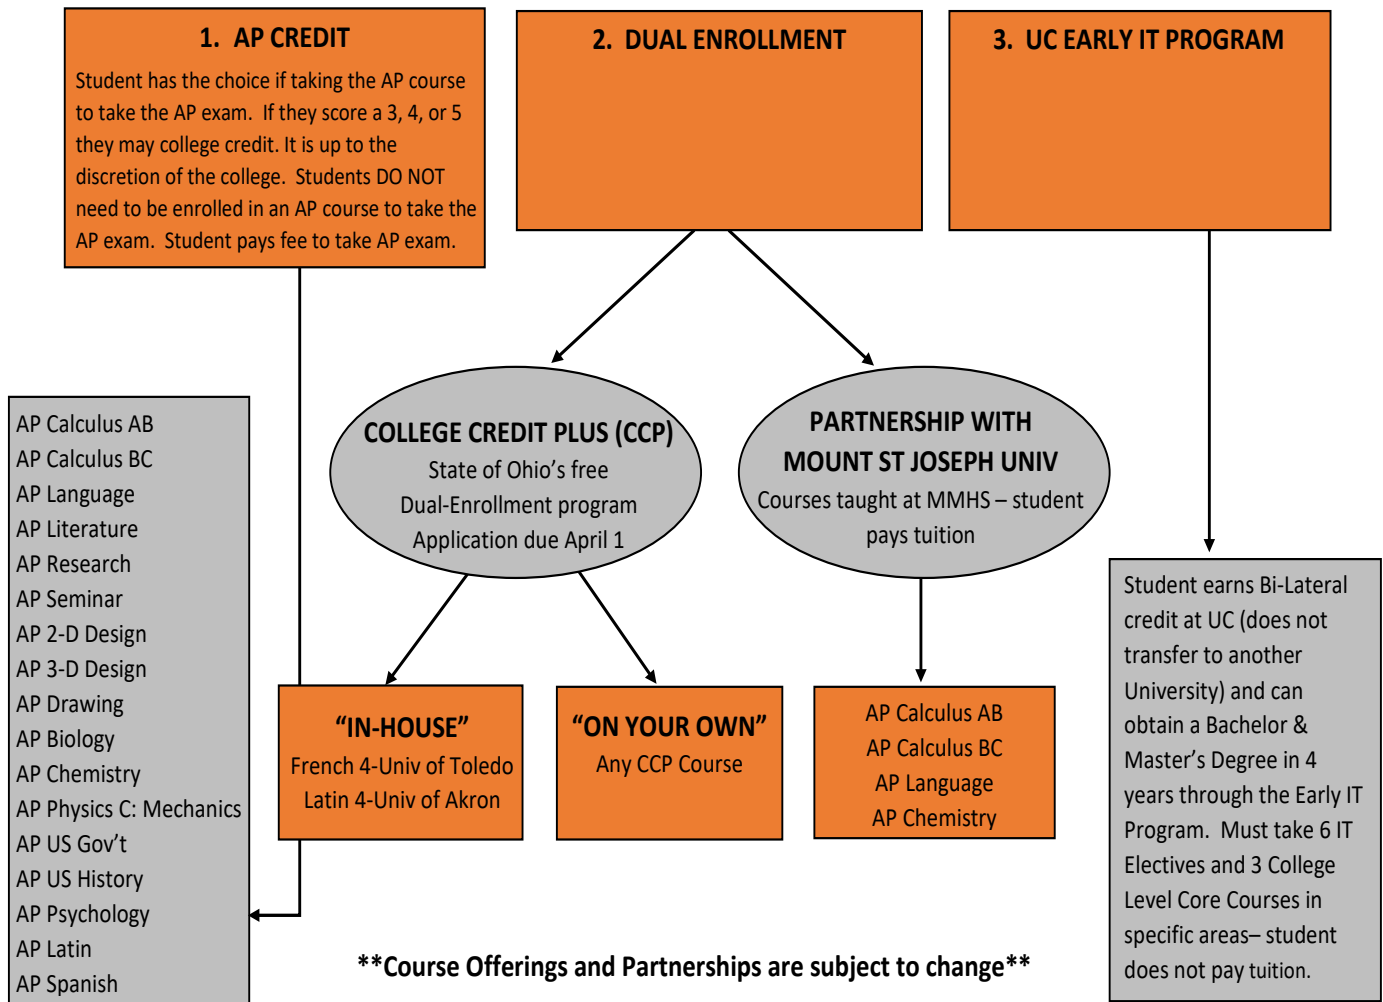 1. AP CREDIT
Student has the choice if taking the AP course
to take the AP exam. If they score a 3, 4, or 5
they may college credit. It is up to the
discretion of the college. Students DO NOT
need to be enrolled in an AP course to take the
AP exam. Student pays fee to take AP exam.
2. DUAL ENROLLMENT
3. UC EARLY IT PROGRAM
AP Calculus AB
AP Calculus BC
AP Language
AP Literature
AP Research
AP Seminar
AP 2-D Design
AP 3-D Design
AP Drawing
AP Biology
AP Chemistry
AP Physics C: Mechanics
AP US Gov’t
AP US History
AP Psychology
AP Latin
AP Spanish
COLLEGE CREDIT PLUS (CCP)
State of Ohio’s free
Dual-Enrollment program
Application due April 1
PARTNERSHIP WITH
MOUNT ST JOSEPH UNIV
Courses taught at MMHS – student
pays tuition
“IN-HOUSE”
French 4-Univ of Toledo
Latin 4-Univ of Akron
“ON YOUR OWN”
Any CCP Course
AP Calculus AB
AP Calculus BC
AP Language
AP Chemistry
Student earns Bi-Lateral
credit at UC (does not
transfer to another
University) and can
obtain a Bachelor &
Master’s Degree in 4
years through the Early IT
Program. Must take 6 IT
Electives and 3 College
Level Core Courses in
specific areas– student
does not pay tuition.
**Course Offerings and Partnerships are subject to change**